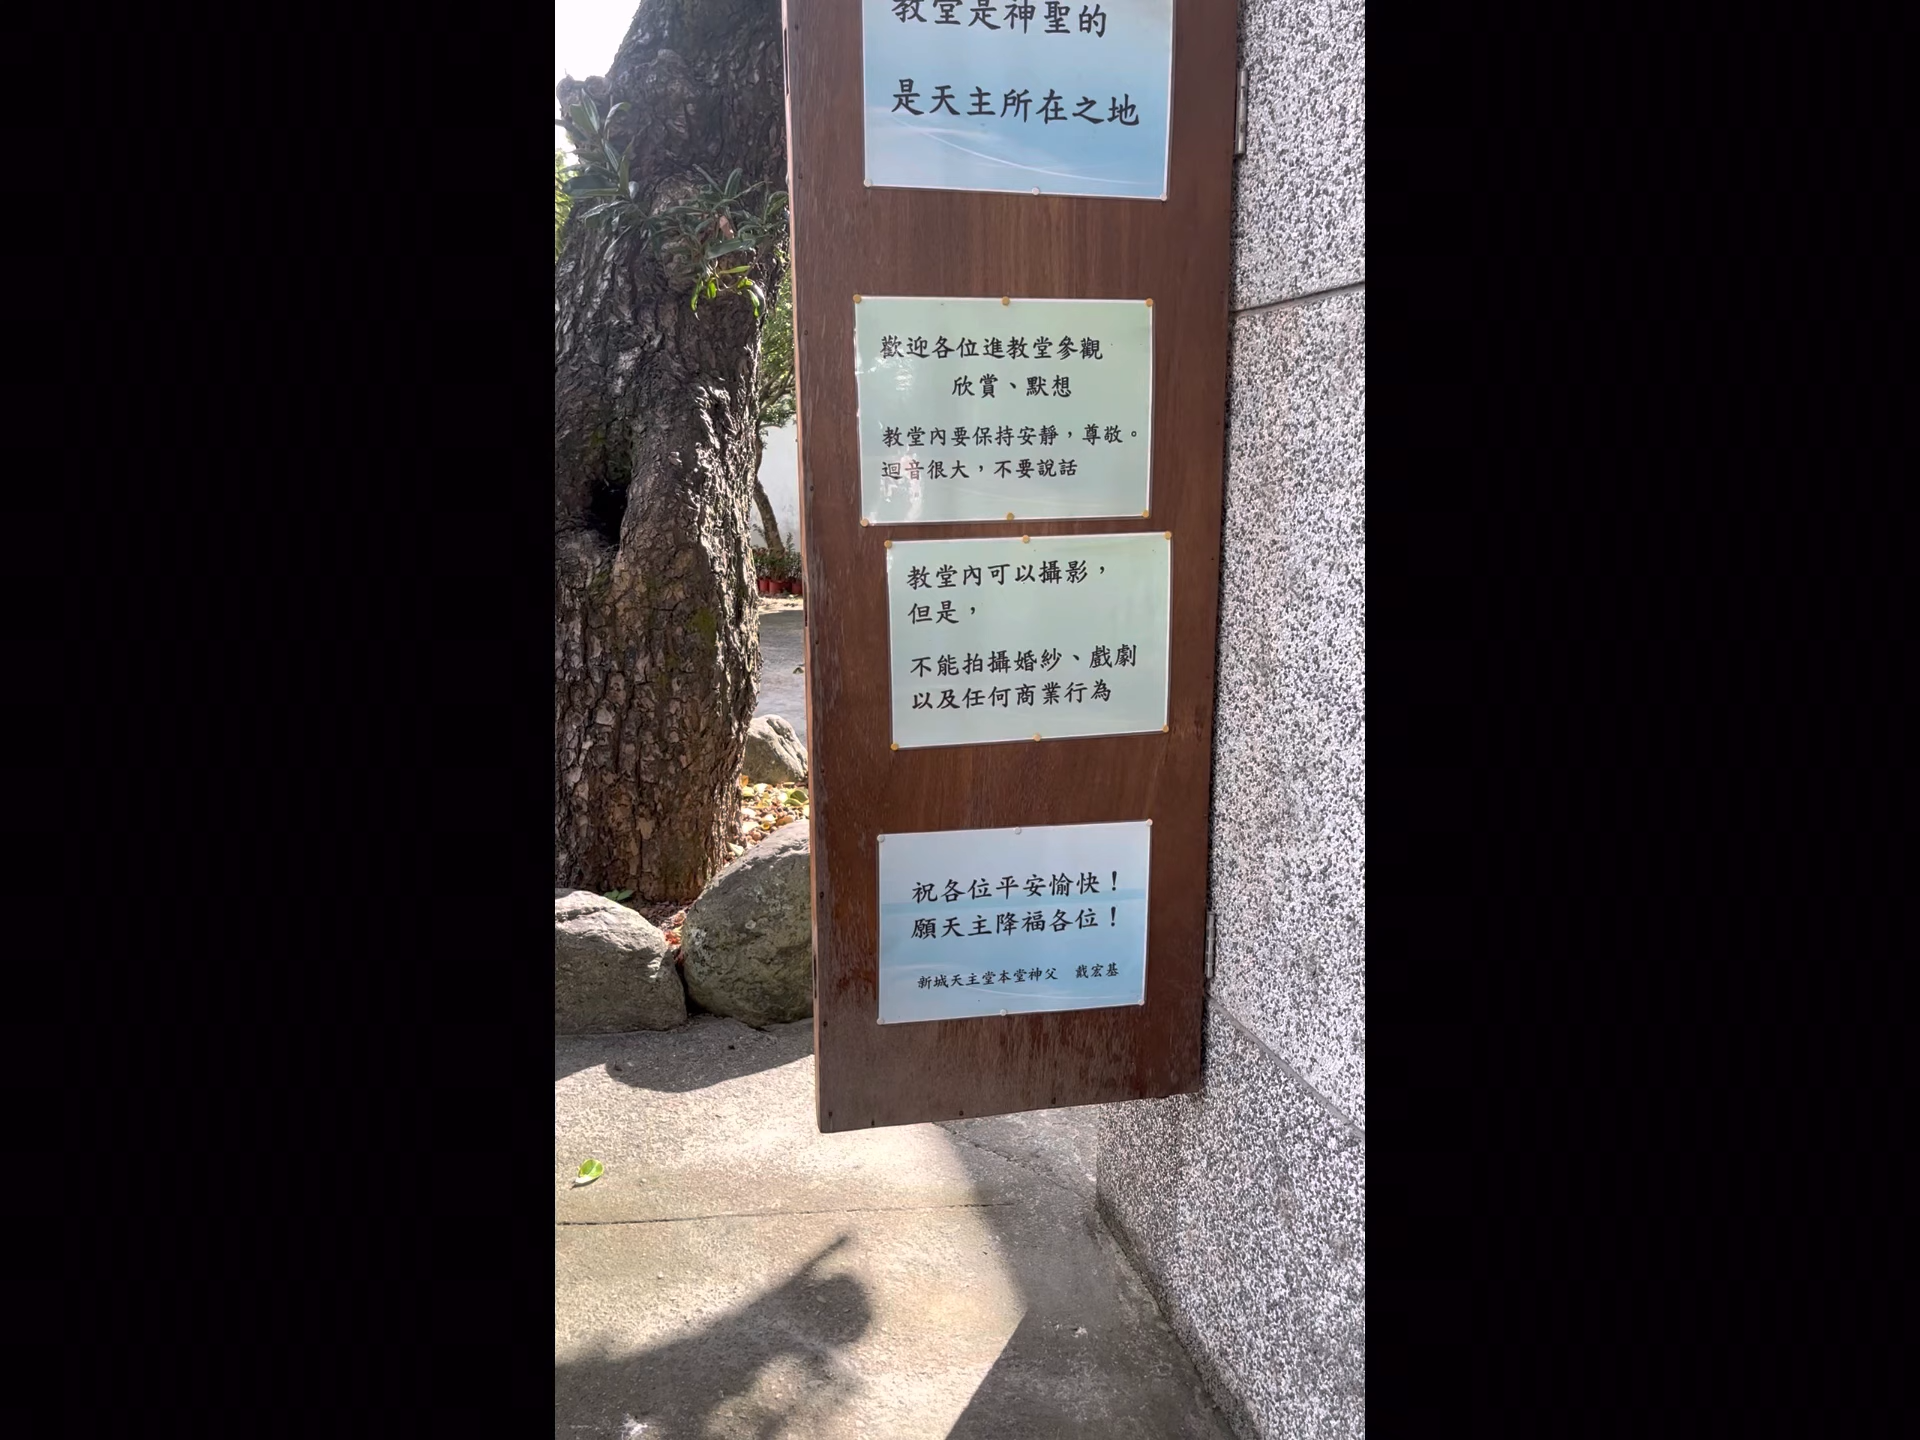 教堂是神聖的
是天主所在之地
歡迎各位進教堂參觀
欣賞、默想
教堂內要保持安靜，尊敬。
迴音很大，不要說話
教堂內可以攝影，
但是，
不能拍攝婚紗、戲劇
以及任何商業行為
祝各位平安愉快！
願天主降福各位！
新城天主堂本堂神父 戴宏基